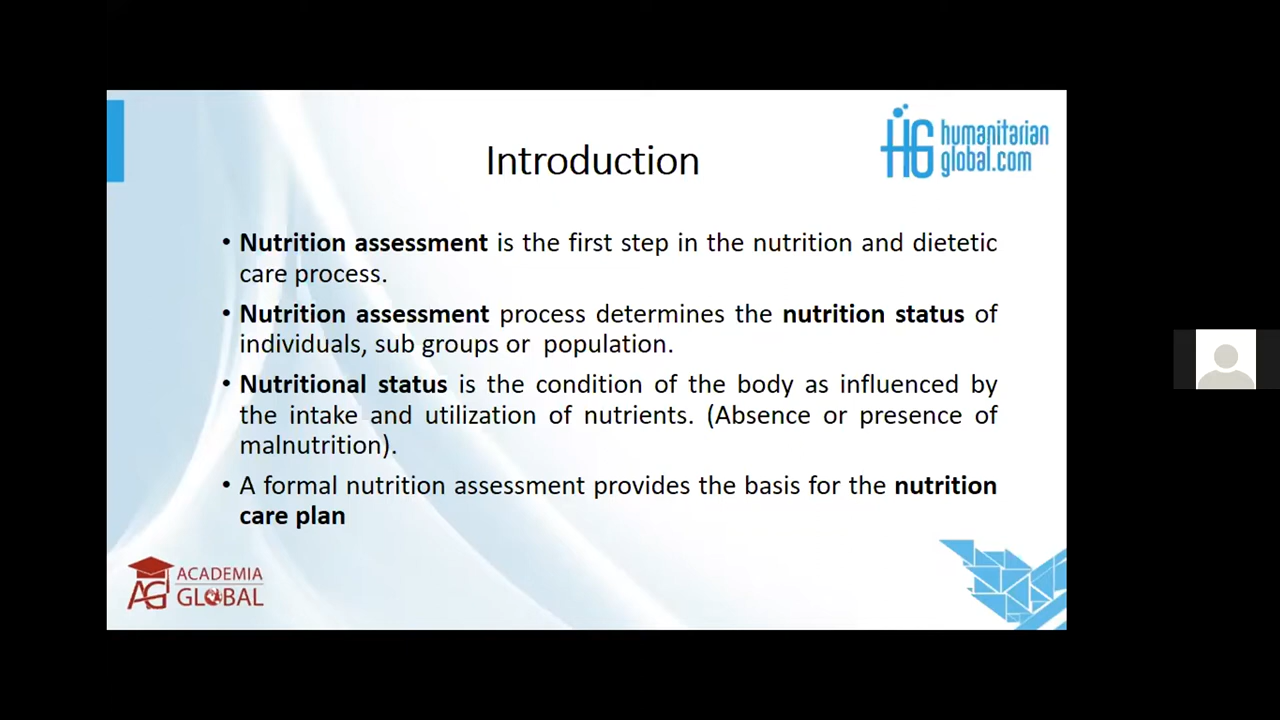 humanitarian
global.com
Introduction
• Nutrition assessment is the first step in the nutrition and dietetic
care process.
• Nutrition assessment process determines the nutrition status of
individuals, sub groups or population.
• Nutritional status is the condition of the body as influenced by
the intake and utilization of nutrients. (Absence or presence of
malnutrition).
• A formal nutrition assessment provides the basis for the nutrition
care plan
AG ACADEMIA
GLOBAL